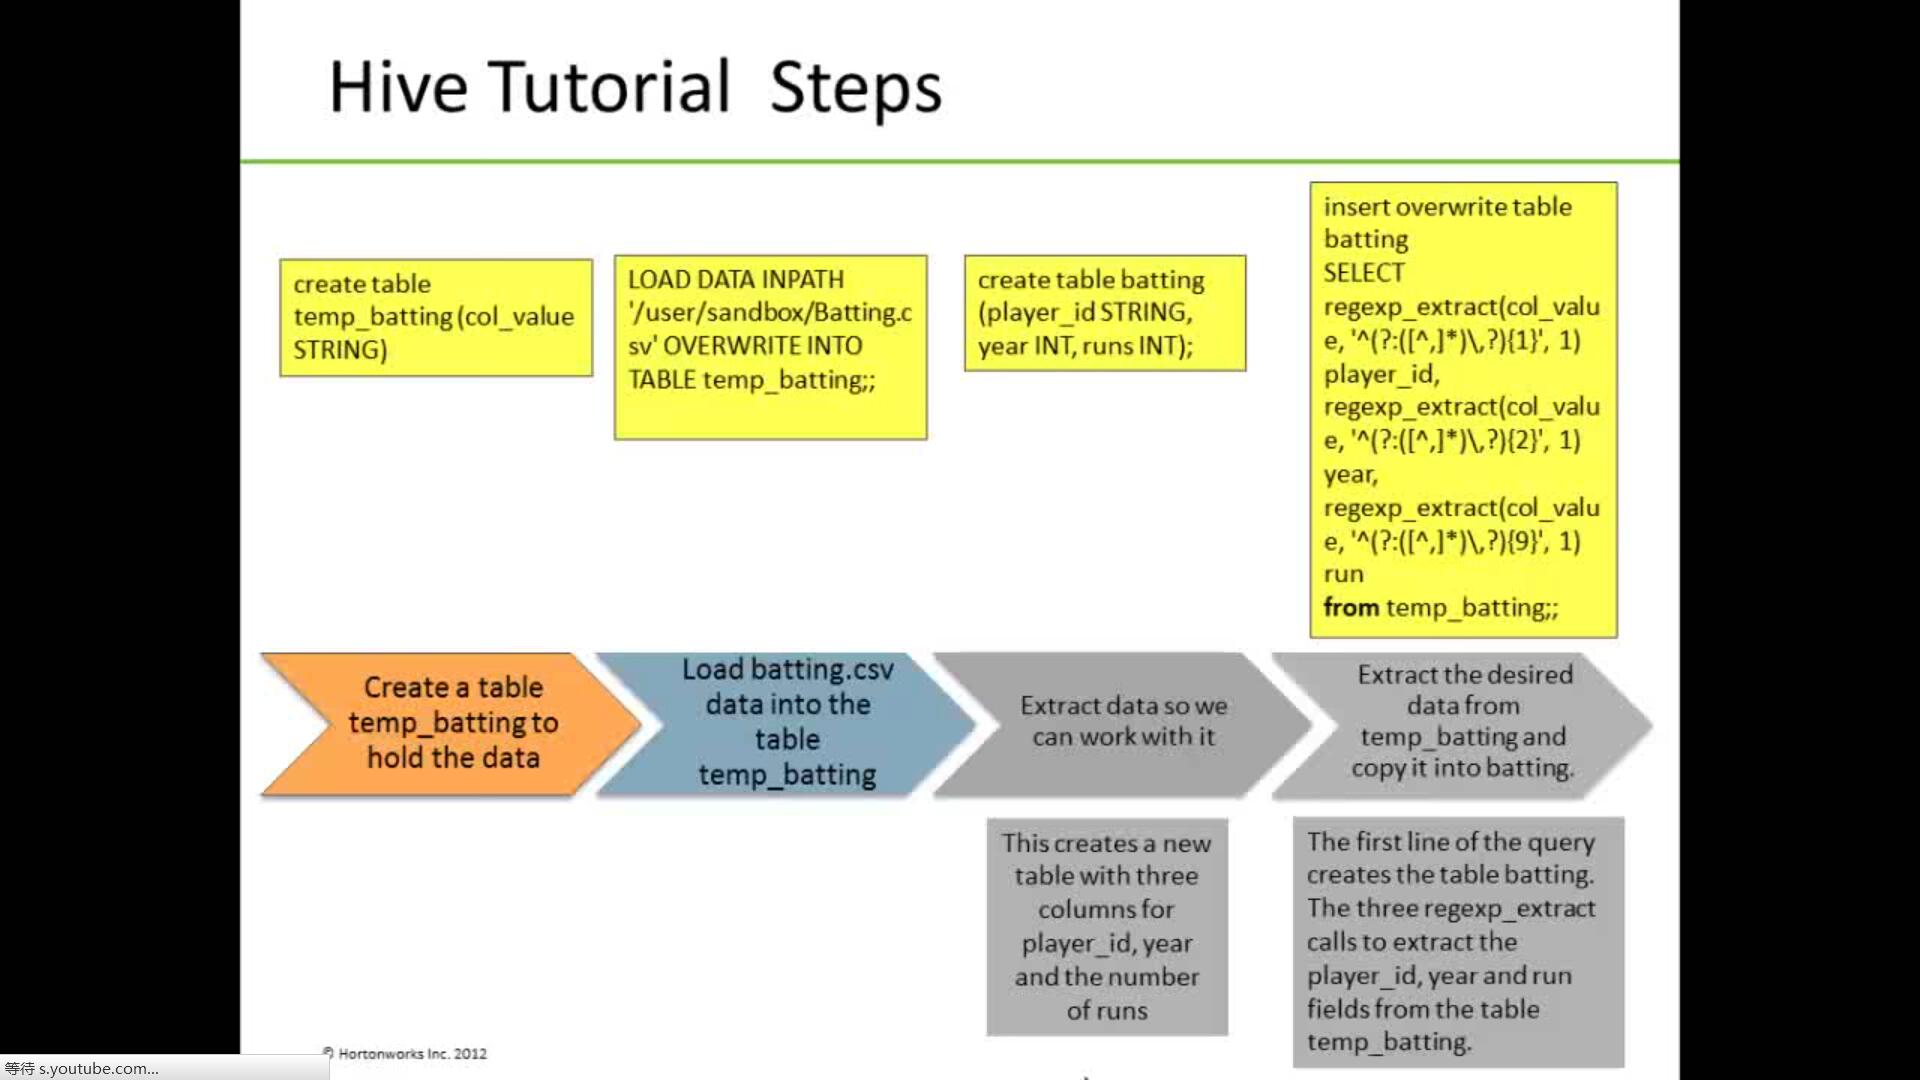 Hive Tutorial Steps
create table
temp_batting (col_value
STRING)
LOAD DATA INPATH
'/user/sandbox/Batting.c
sv' OVERWRITE INTO
TABLE temp_batting;;
create table batting
(player_id STRING,
year INT, runs INT);
insert overwrite table
batting
SELECT
regexp_extract(col_valu
e, '^(?:([^,]*)\,?){1}', 1)
player_id,
regexp_extract(col_valu
e, '^(?:([^,]*)\,?){2}', 1)
year,
regexp_extract(col_valu
e, '^(?:([^,]*)\,?){9}', 1)
run
from temp_batting;;
Create a table
temp_batting to
hold the data
Load batting.csv
data into the
table
temp_batting
Extract data so we
can work with it
Extract the desired
data from
temp_batting and
copy it into batting.
This creates a new
table with three
columns for
player_id, year
and the number
of runs
The first line of the query
creates the table batting.
The three regexp_extract
calls to extract the
player_id, year and run
fields from the table
temp_batting.
© Hortonworks Inc. 2012
等待 s.youtube.com...